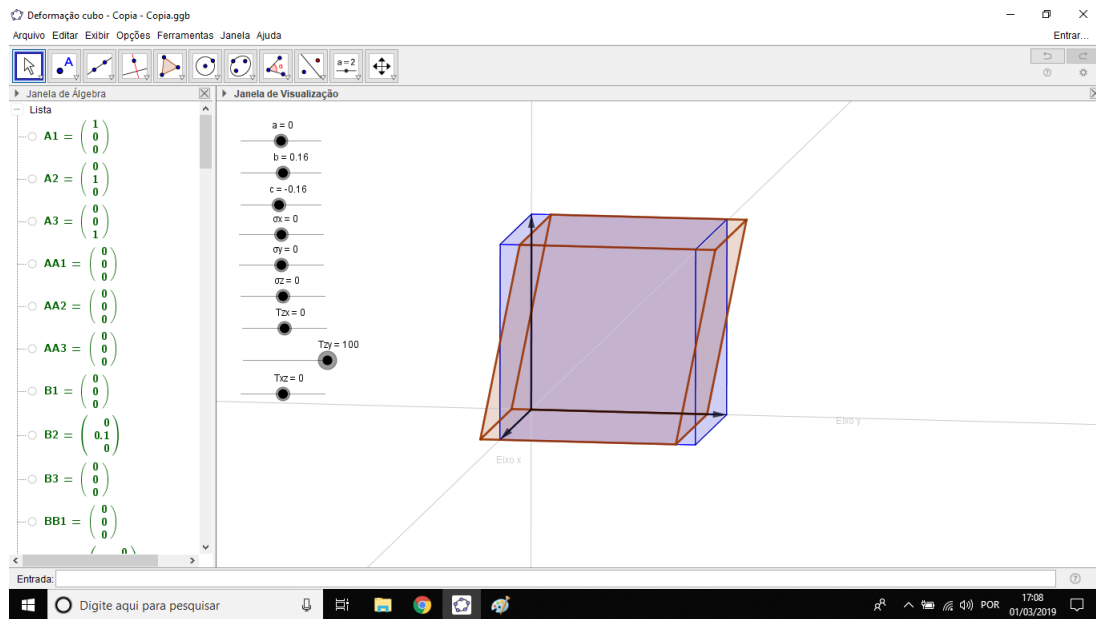 Deformação cubo - Copia - Copia.ggb
Arquivo Editar Exibir Opções Ferramentas Janela Ajuda
Entrar...
A
α
a=2
Janela de Álgebra
Janela de Visualização
Lista
A1 = (1 0 0)
A2 = (0 1 0)
A3 = (0 0 1)
AA1 = (0 0 0)
AA2 = (0 0 0)
AA3 = (0 0 0)
B1 = (0 0 0)
B2 = (0 0.1 0)
B3 = (0 0 0)
BB1 = (0 0 0)
0
a = 0
b = 0.16
c = -0.16
σx = 0
σy = 0
σz = 0
Tzx = 0
Tzy = 100
Txz = 0
Eixo y
Eixo x
Entrada:
Digite aqui para pesquisar
POR
17:08
01/03/2019